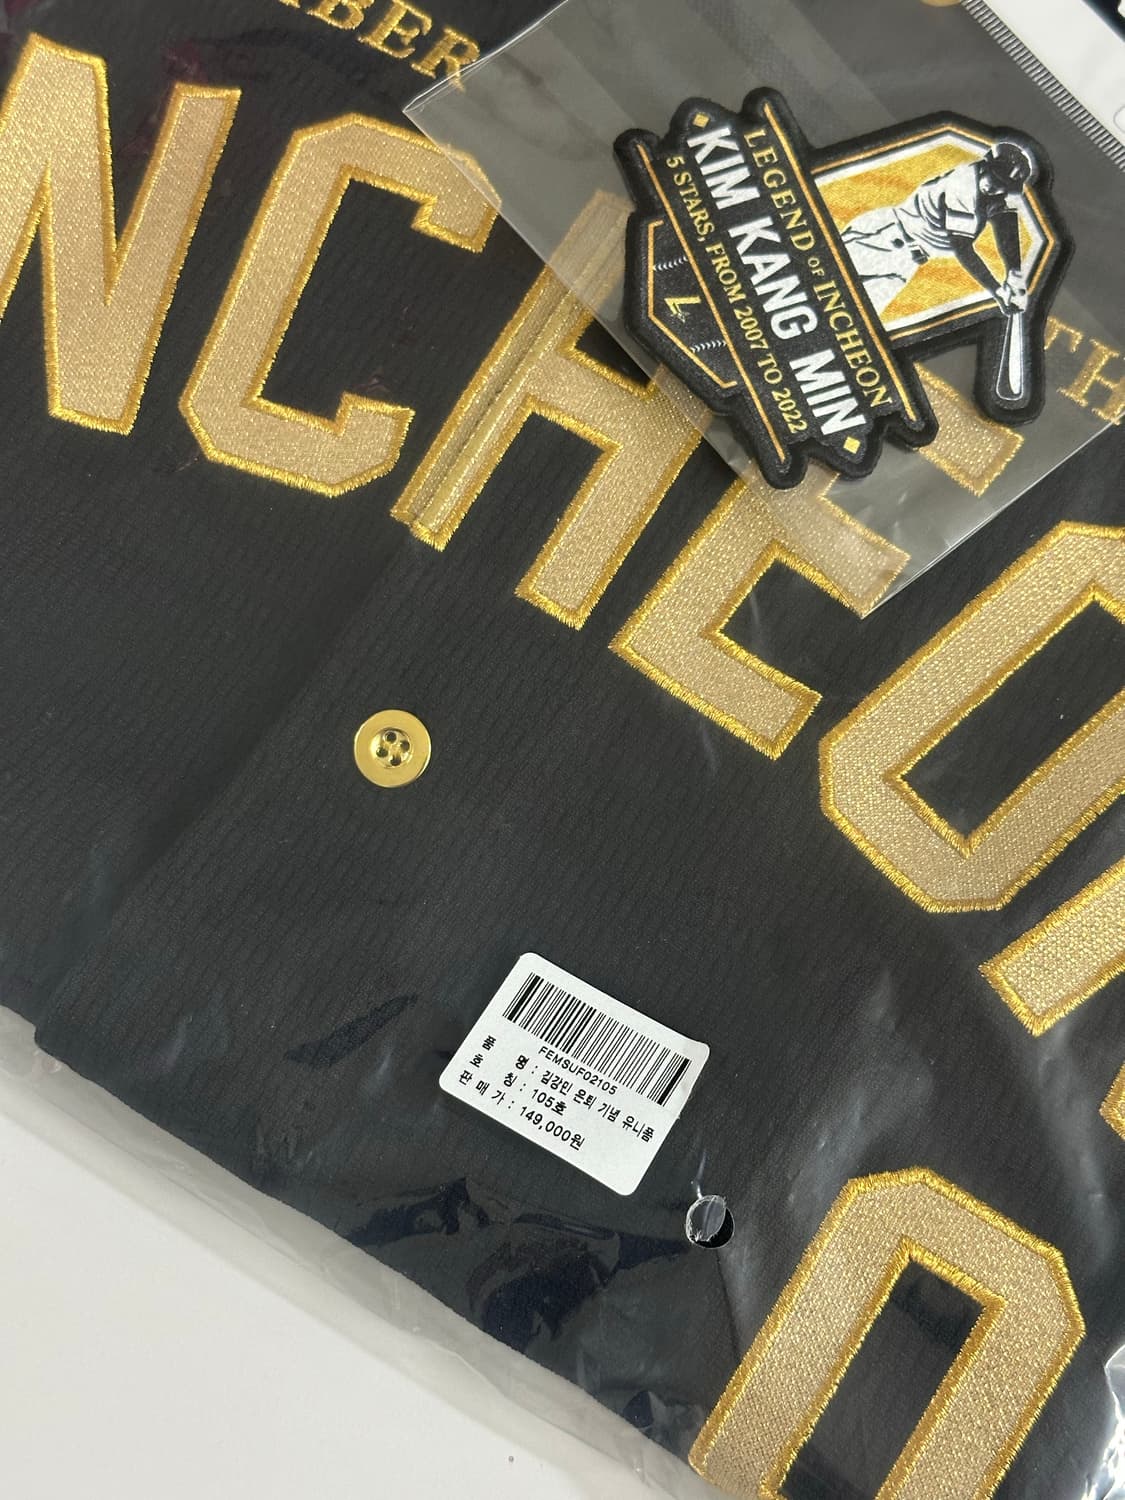 BER
TH
NCHEO
0
LEGEND OF INCHEON
KIM KANG MIN
5 STARS, FROM 2007 TO 2022
FEMSUF02105
품 명 : 김강민 은퇴 기념 유니폼
호 칭 : 105호
판 매 가 : 149,000원